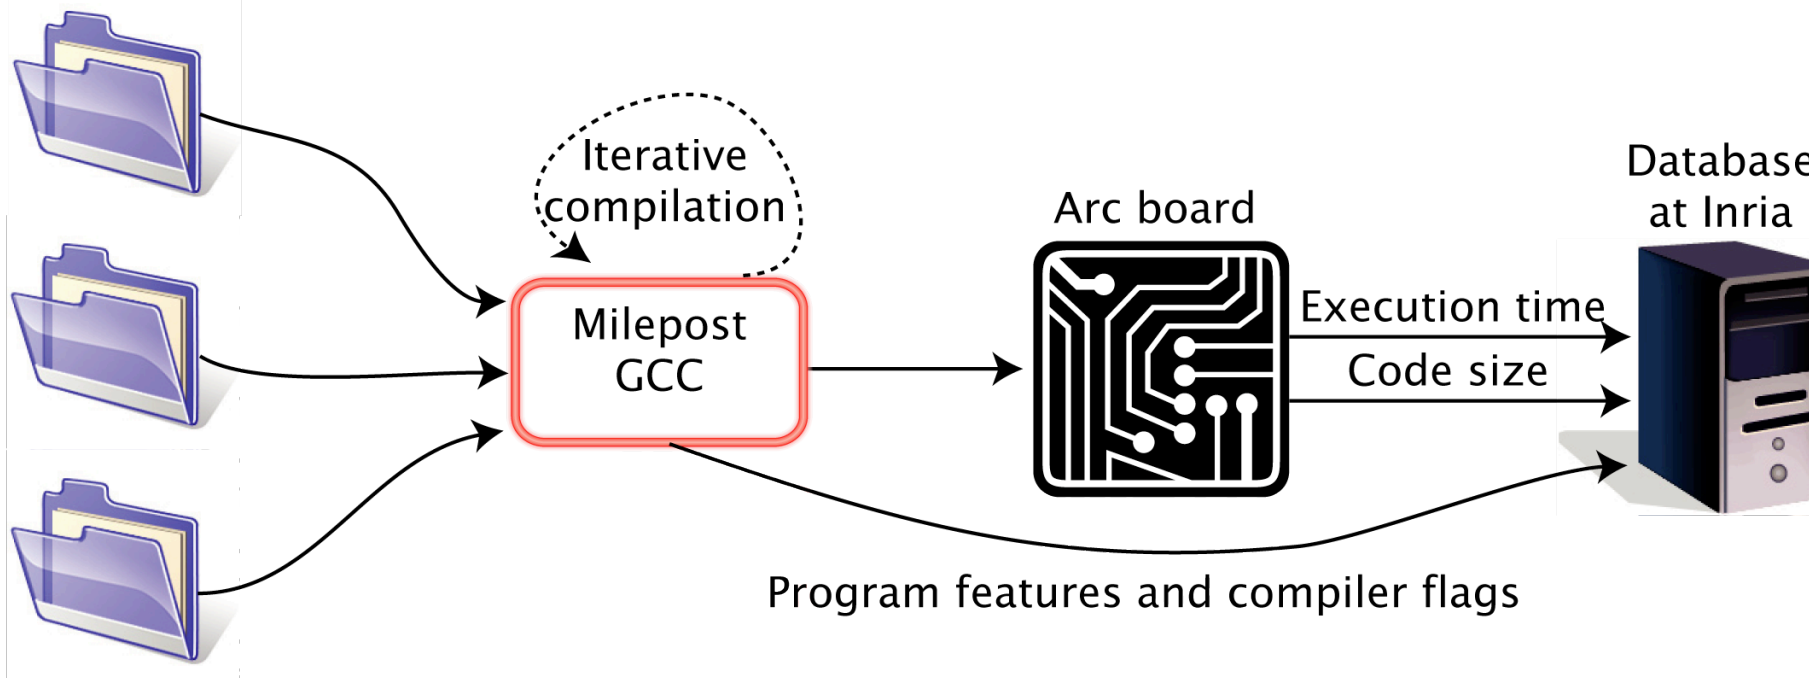 Iterative
compilation
Milepost
GCC
Arc board
Execution time
Code size
Database
at Inria
Program features and compiler flags